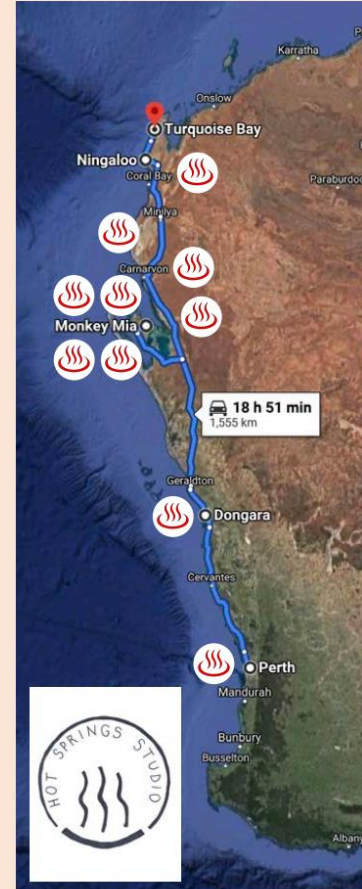 Karratha
Onslow
Turquoise Bay
Ningaloo
Coral Bay
Paraburdoo
Minilya
Carnarvon
Monkey Mia
18 h 51 min
1,555 km
Geraldton
Dongara
Cervantes
Perth
Mandurah
Bunbury
Busselton
Albany
HOT SPRINGS STUDIO